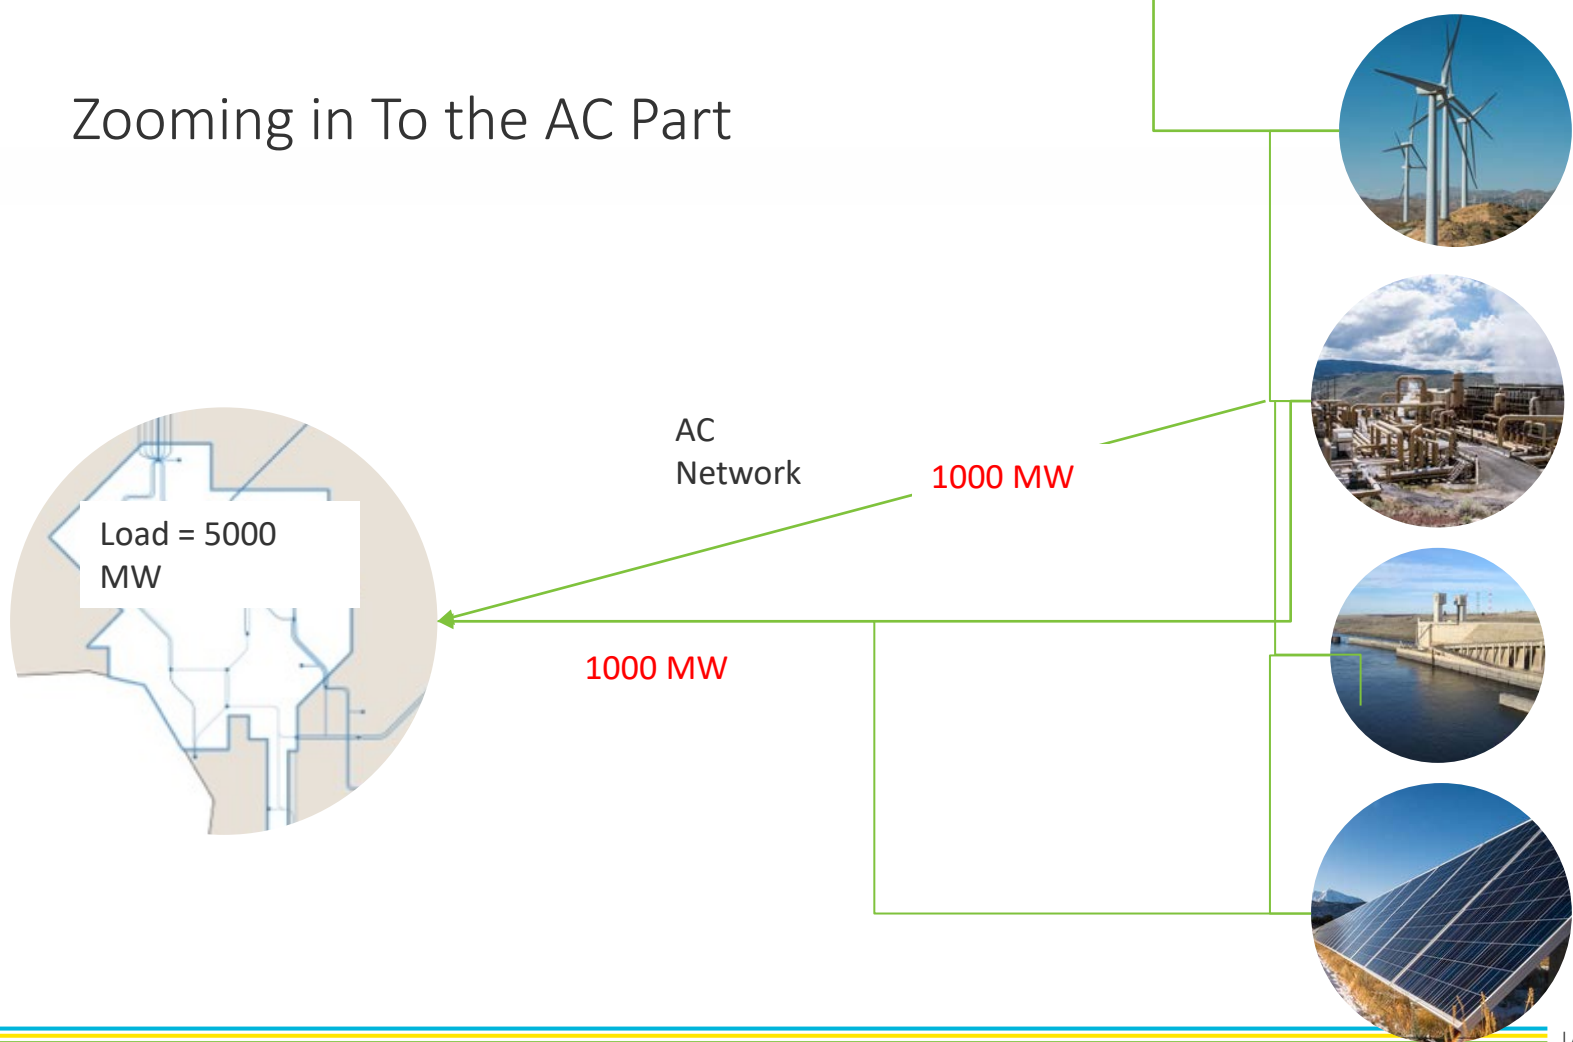 Zooming in To the AC Part
AC
Network
1000 MW
Load = 5000
MW
1000 MW